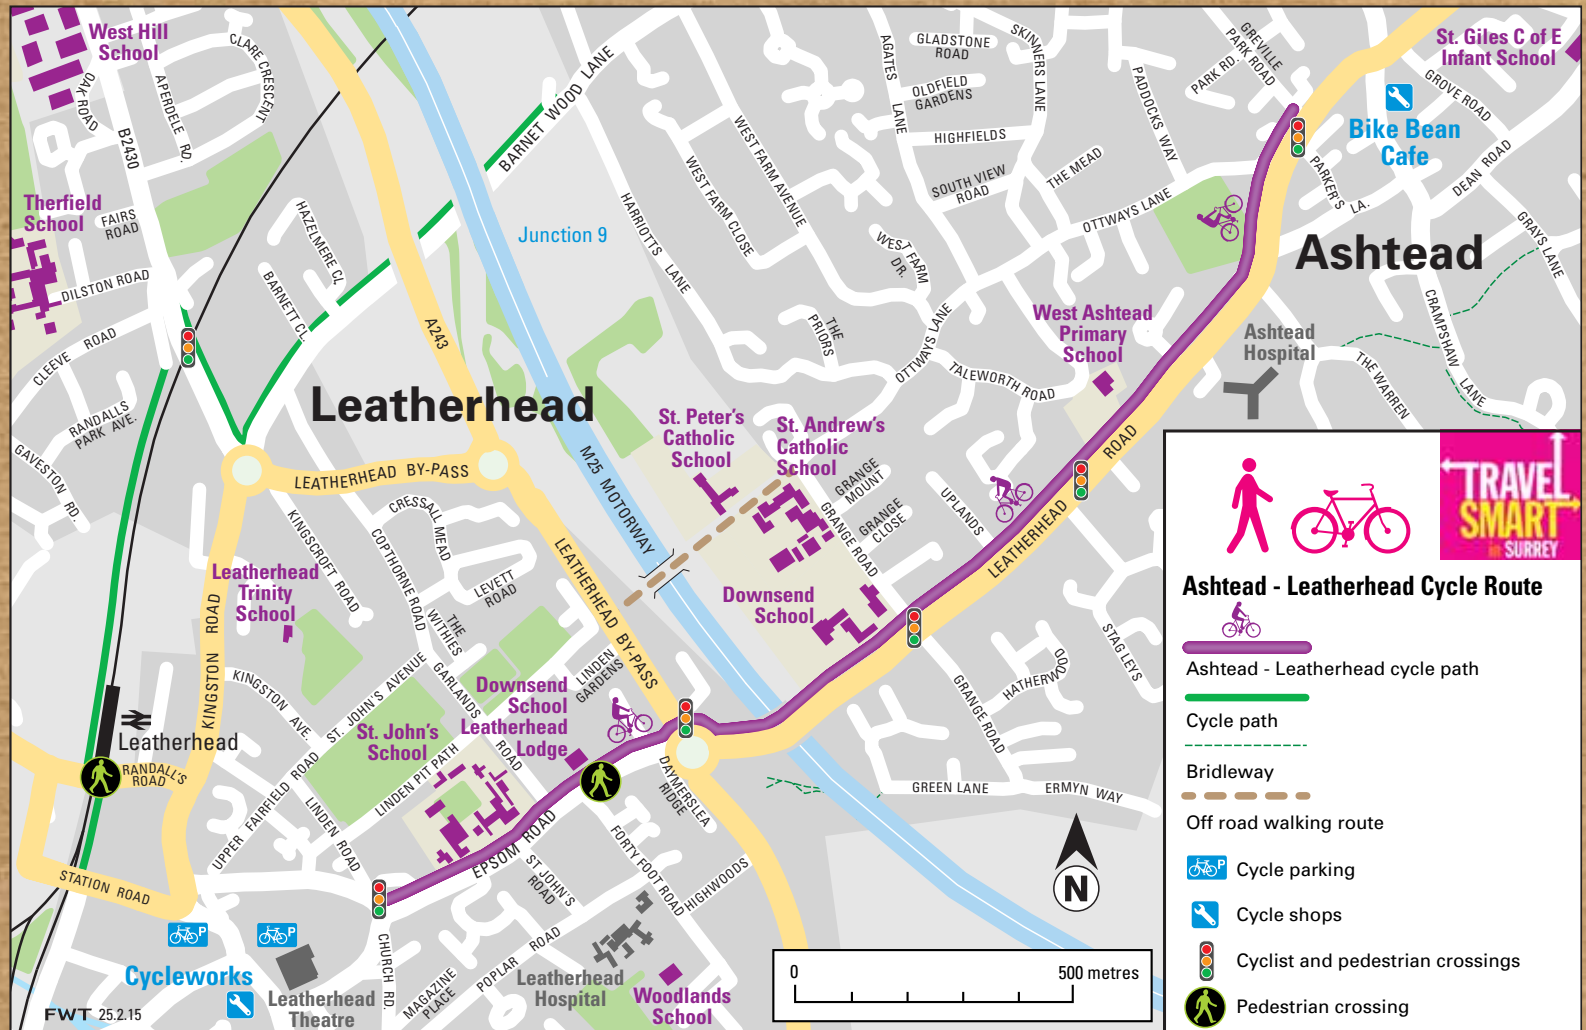 West Hill
School
OAK ROAD
B2430
APERDELE RD.
CLARE CRESCENT
Therfield
School
FAIRS
ROAD
DILSTON ROAD
CLEEVE ROAD
RANDALLS
PARK AVE.
GAVESTON RD.
HAZELMERE CL.
BARNETT CL.
A243
BARNET WOOD LANE
Junction 9
Leatherhead
LEATHERHEAD BY-PASS
M25 MOTORWAY
HARRIOTTS LANE
WEST FARM CLOSE
WEST FARM AVENUE
WEST FARM
DR.
THE
PRIORS
AGATES
LANE
GLADSTONE
ROAD
OLDFIELD
GARDENS
HIGHFIELDS
SKINNERS LANE
SOUTH VIEW
ROAD
THE MEAD
PADDOCKS WAY
OTTWAYS LANE
OTTWAYS LANE
TALEWORTH ROAD
GREVILLE
PARK ROAD
PARK RD.
St. Giles C of E
Infant School
GROVE ROAD
Bike Bean
Cafe
PARKER'S
LA.
DEAN ROAD
GRAYS LANE
Ashtead
CRAMPSHAW LANE
THE WARREN
Ashtead
Hospital
West Ashtead
Primary
School
St. Peter's
Catholic
School
St. Andrew's
Catholic
School
GRANGE
MOUNT
GRANGE
CLOSE
GRANGE ROAD
UPLANDS
LEATHERHEAD ROAD
Downsend
School
STAG LEYS
HATHERWOOD
GRANGE ROAD
GREEN LANE
ERMYN WAY
CRESSALL MEAD
COPTHORNE ROAD
LEVETT
ROAD
THE
WITHIES
KINGSCROFT ROAD
Leatherhead
Trinity
School
KINGSTON ROAD
KINGSTON AVE.
ST. JOHN'S AVENUE
GARLANDS ROAD
LINDEN
GARDENS
LEATHERHEAD BY-PASS
Downsend
School
Leatherhead
Lodge
St. John's
School
LINDEN PIT PATH
LINDEN ROAD
UPPER FAIRFIELD ROAD
Leatherhead
RANDALL'S
ROAD
STATION ROAD
EPSOM ROAD
ST JOHN'S
ROAD
FORTY FOOT ROAD
DAYMERSLEA
RIDGE
HIGHWOODS
P
P
Cycleworks
Leatherhead
Theatre
CHURCH RD.
MAGAZINE
PLACE
POPLAR ROAD
Leatherhead
Hospital
Woodlands
School
FWT 25.2.15
N
0 500 metres
TRAVEL
SMART
in SURREY
Ashtead - Leatherhead Cycle Route
Ashtead - Leatherhead cycle path
Cycle path
Bridleway
Off road walking route
P Cycle parking
Cycle shops
Cyclist and pedestrian crossings
Pedestrian crossing